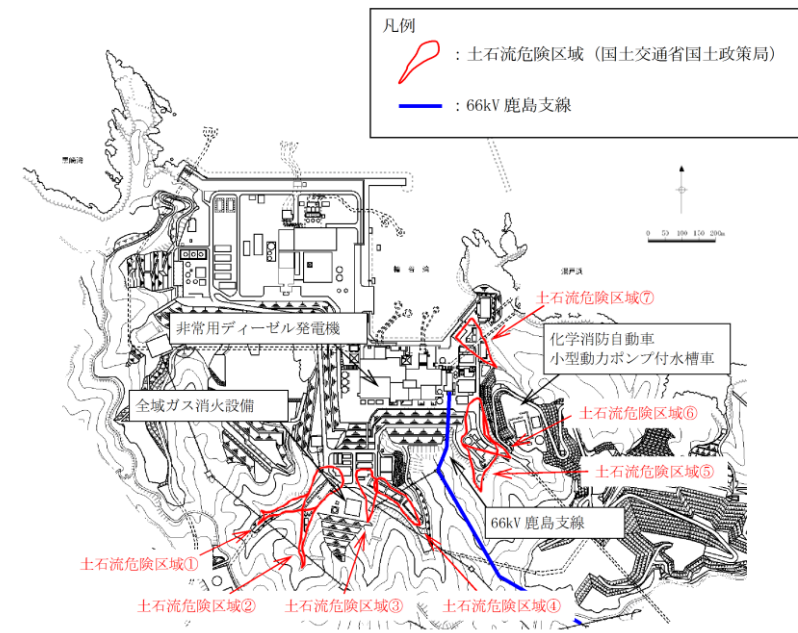 凡例
：土石流危険区域（国土交通省国土政策局）
：66kV 鹿島支線
0 50 100 150 200m
輪谷湾
土石流危険区域⑦
非常用ディーゼル発電機
化学消防自動車
小型動力ポンプ付水槽車
全域ガス消火設備
土石流危険区域⑥
土石流危険区域⑤
66kV 鹿島支線
土石流危険区域①
土石流危険区域②
土石流危険区域③
土石流危険区域④